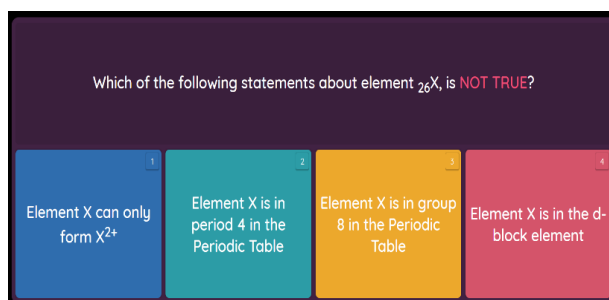 Which of the following statements about element ₂₆X, is NOT TRUE?
1
Element X can only
form X²⁺
2
Element X is in
period 4 in the
Periodic Table
3
Element X is in group
8 in the Periodic
Table
4
Element X is in the d-
block element